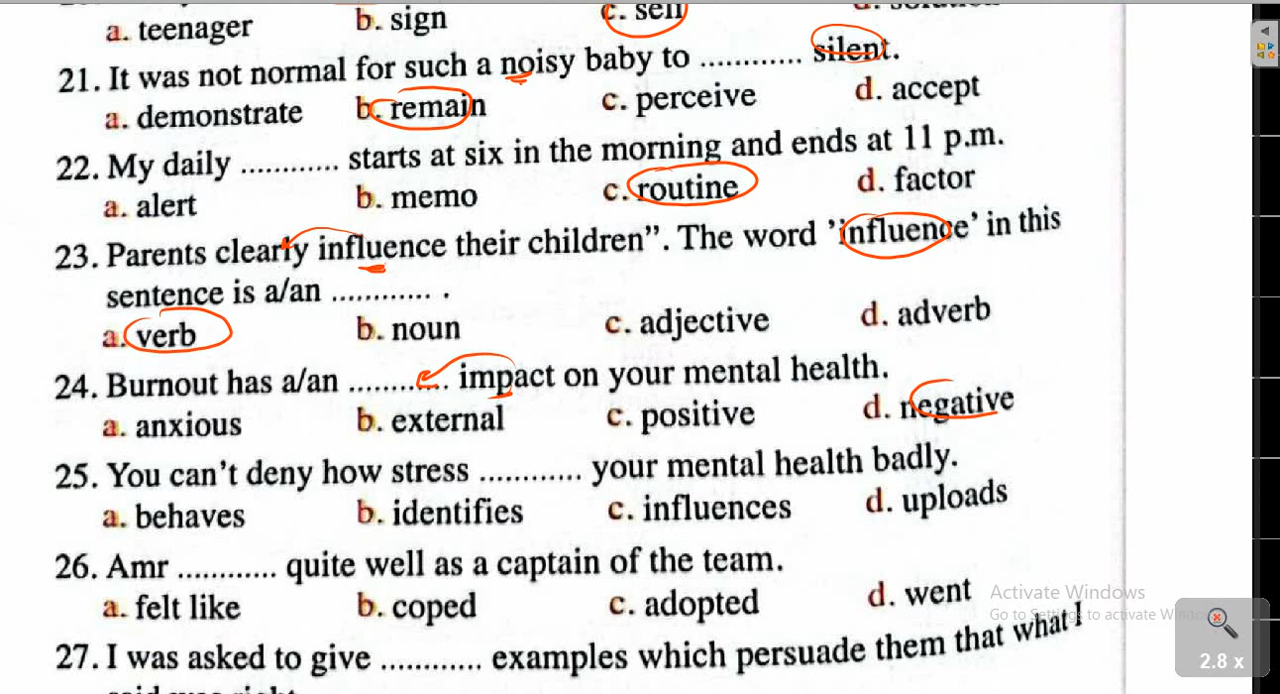 a. teenager b. sign c. sell
21. It was not normal for such a noisy baby to ............ silent.
a. demonstrate b. remain c. perceive d. accept
22. My daily ............ starts at six in the morning and ends at 11 p.m.
a. alert b. memo c. routine d. factor
23. Parents clearly influence their children”. The word ’influence’ in this
sentence is a/an ............ .
a. verb b. noun c. adjective d. adverb
24. Burnout has a/an ............ impact on your mental health.
a. anxious b. external c. positive d. negative
25. You can’t deny how stress ............ your mental health badly.
a. behaves b. identifies c. influences d. uploads
26. Amr ............ quite well as a captain of the team.
a. felt like b. coped c. adopted d. went
Activate Windows
Go to Settings to activate
27. I was asked to give ............ examples which persuade them that what I
2.8 x